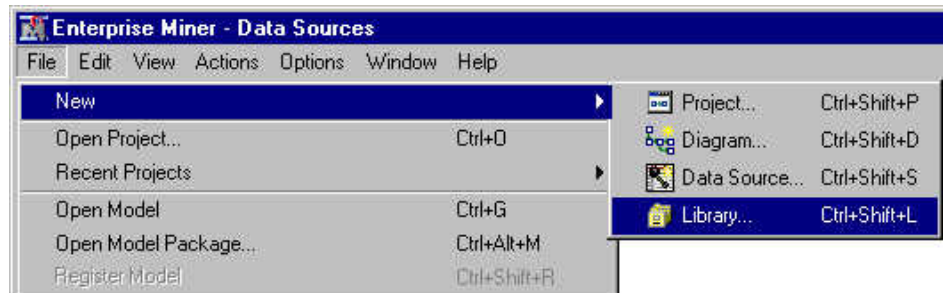 Enterprise Miner - Data Sources
File Edit View Actions Options Window Help
New
Project... Ctrl+Shift+P
Open Project... Ctrl+O
Diagram... Ctrl+Shift+D
Recent Projects
Data Source... Ctrl+Shift+S
Open Model Ctrl+G
Library... Ctrl+Shift+L
Open Model Package... Ctrl+Alt+M
Register Model Ctrl+Shift+R